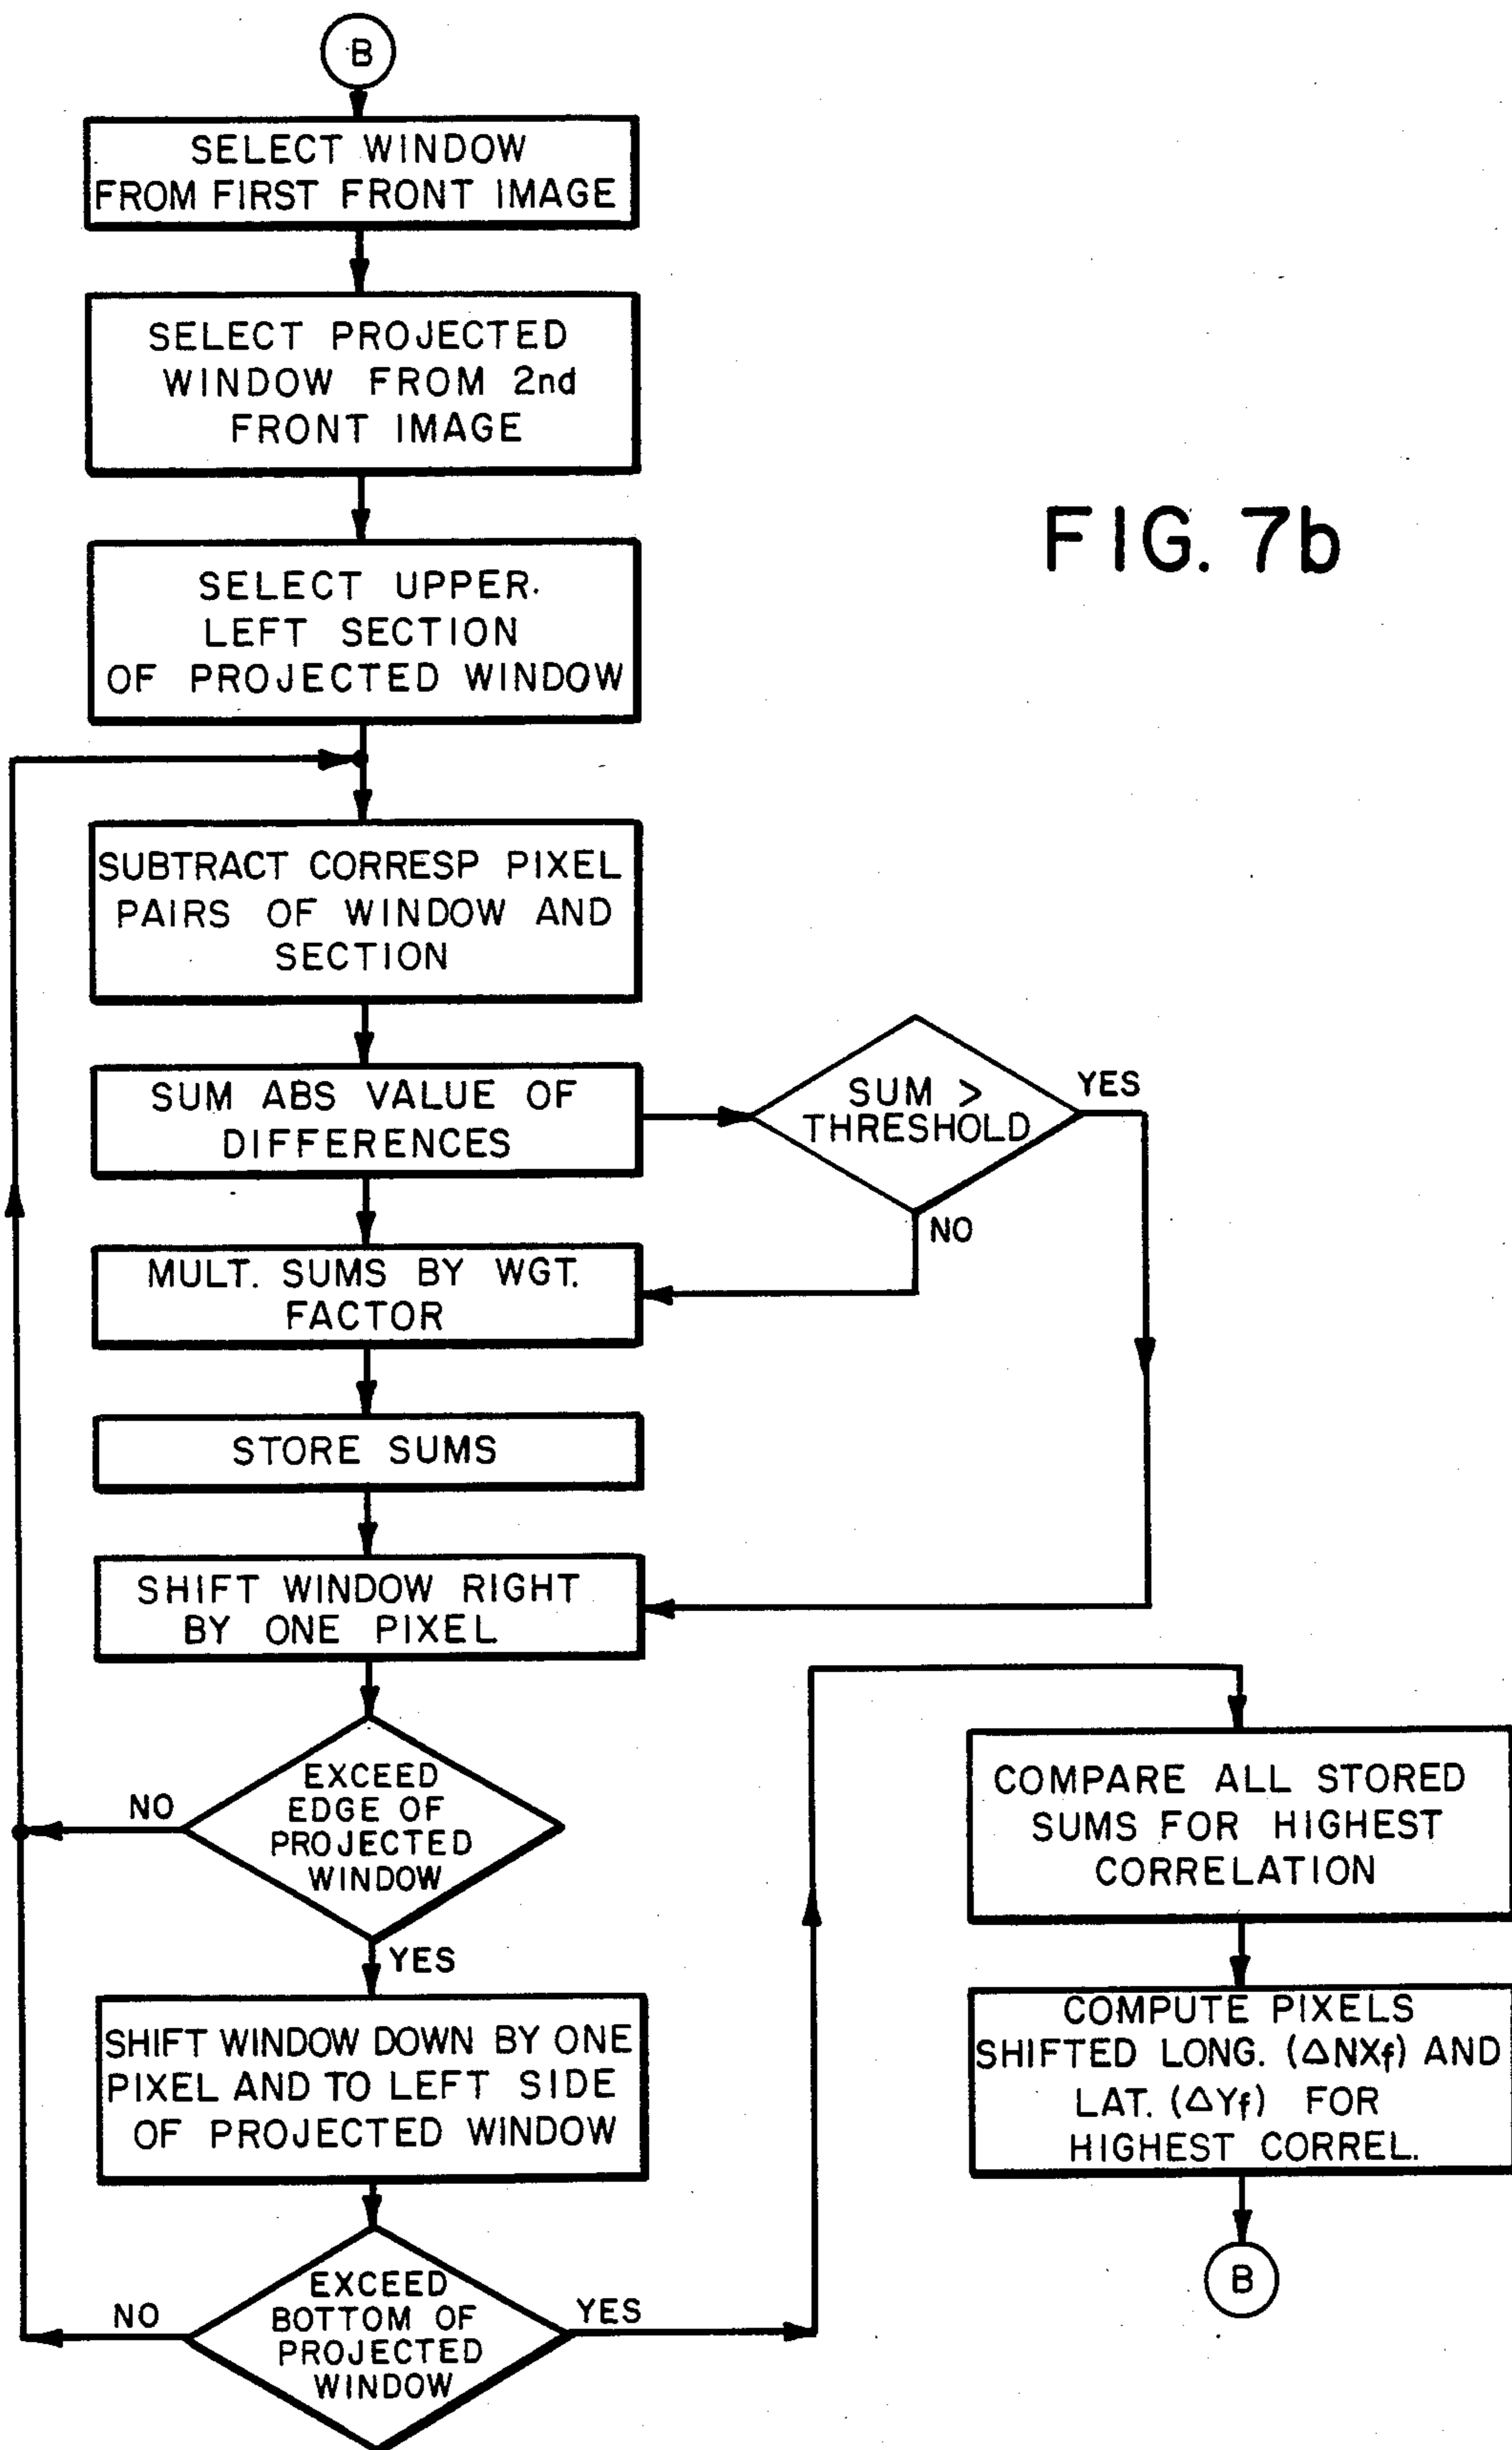 B
SELECT WINDOW
FROM FIRST FRONT IMAGE
SELECT PROJECTED
WINDOW FROM 2nd
FRONT IMAGE
FIG. 7b
SELECT UPPER
LEFT SECTION
OF PROJECTED WINDOW
SUBTRACT CORRESP PIXEL
PAIRS OF WINDOW AND
SECTION
SUM ABS VALUE OF
DIFFERENCES
SUM >
THRESHOLD
YES
NO
MULT. SUMS BY WGT.
FACTOR
STORE SUMS
SHIFT WINDOW RIGHT
BY ONE PIXEL
EXCEED
EDGE OF
PROJECTED
WINDOW
NO
YES
SHIFT WINDOW DOWN BY ONE
PIXEL AND TO LEFT SIDE
OF PROJECTED WINDOW
EXCEED
BOTTOM OF
PROJECTED
WINDOW
NO
YES
COMPARE ALL STORED
SUMS FOR HIGHEST
CORRELATION
COMPUTE PIXELS
SHIFTED LONG. (ΔNXf) AND
LAT. (ΔYf) FOR
HIGHEST CORREL.
B